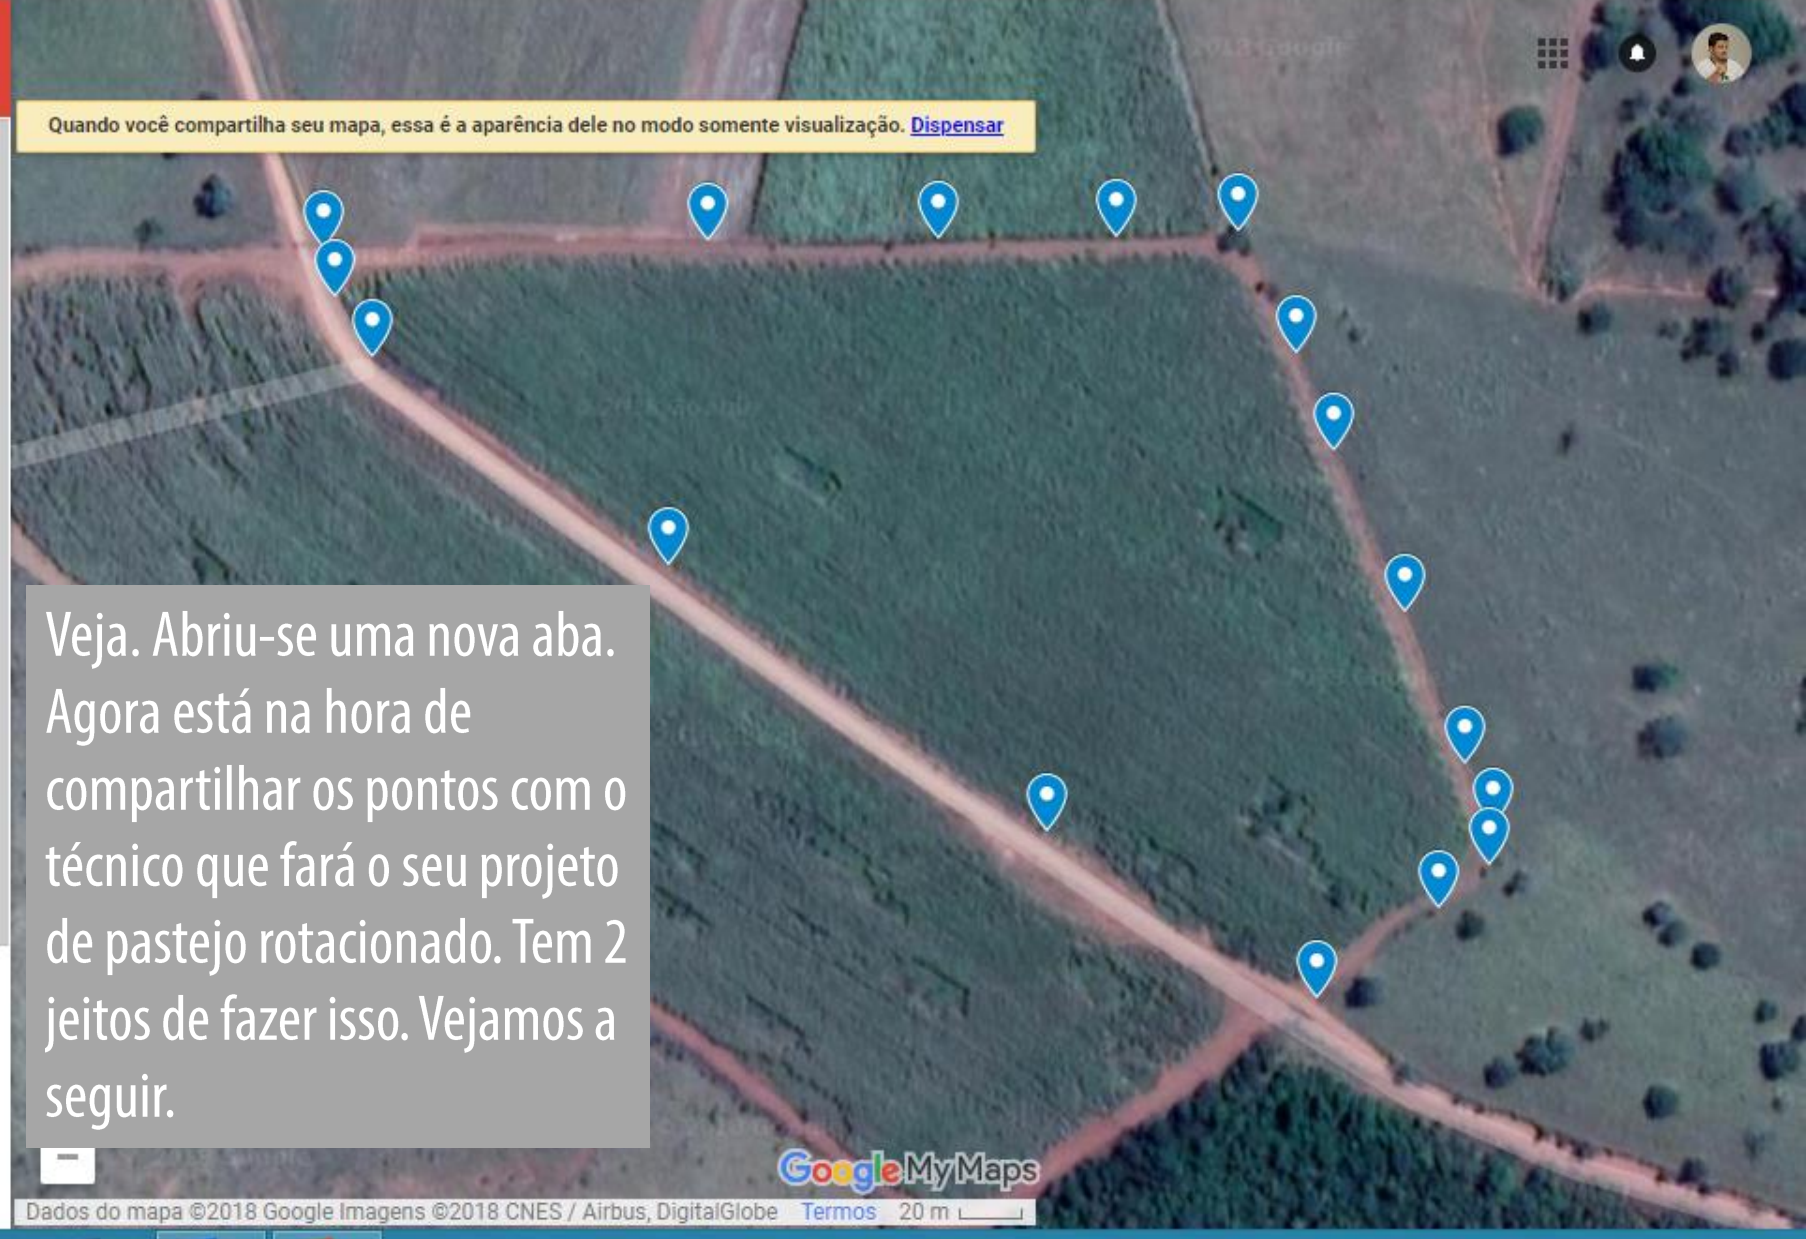 Quando você compartilha seu mapa, essa é a aparência dele no modo somente visualização. Dispensar
Veja. Abriu-se uma nova aba.
Agora está na hora de
compartilhar os pontos com o
técnico que fará o seu projeto
de pastejo rotacionado. Tem 2
jeitos de fazer isso. Vejamos a
seguir.
Google My Maps
Dados do mapa ©2018 Google Imagens ©2018 CNES / Airbus, DigitalGlobe Termos 20 m